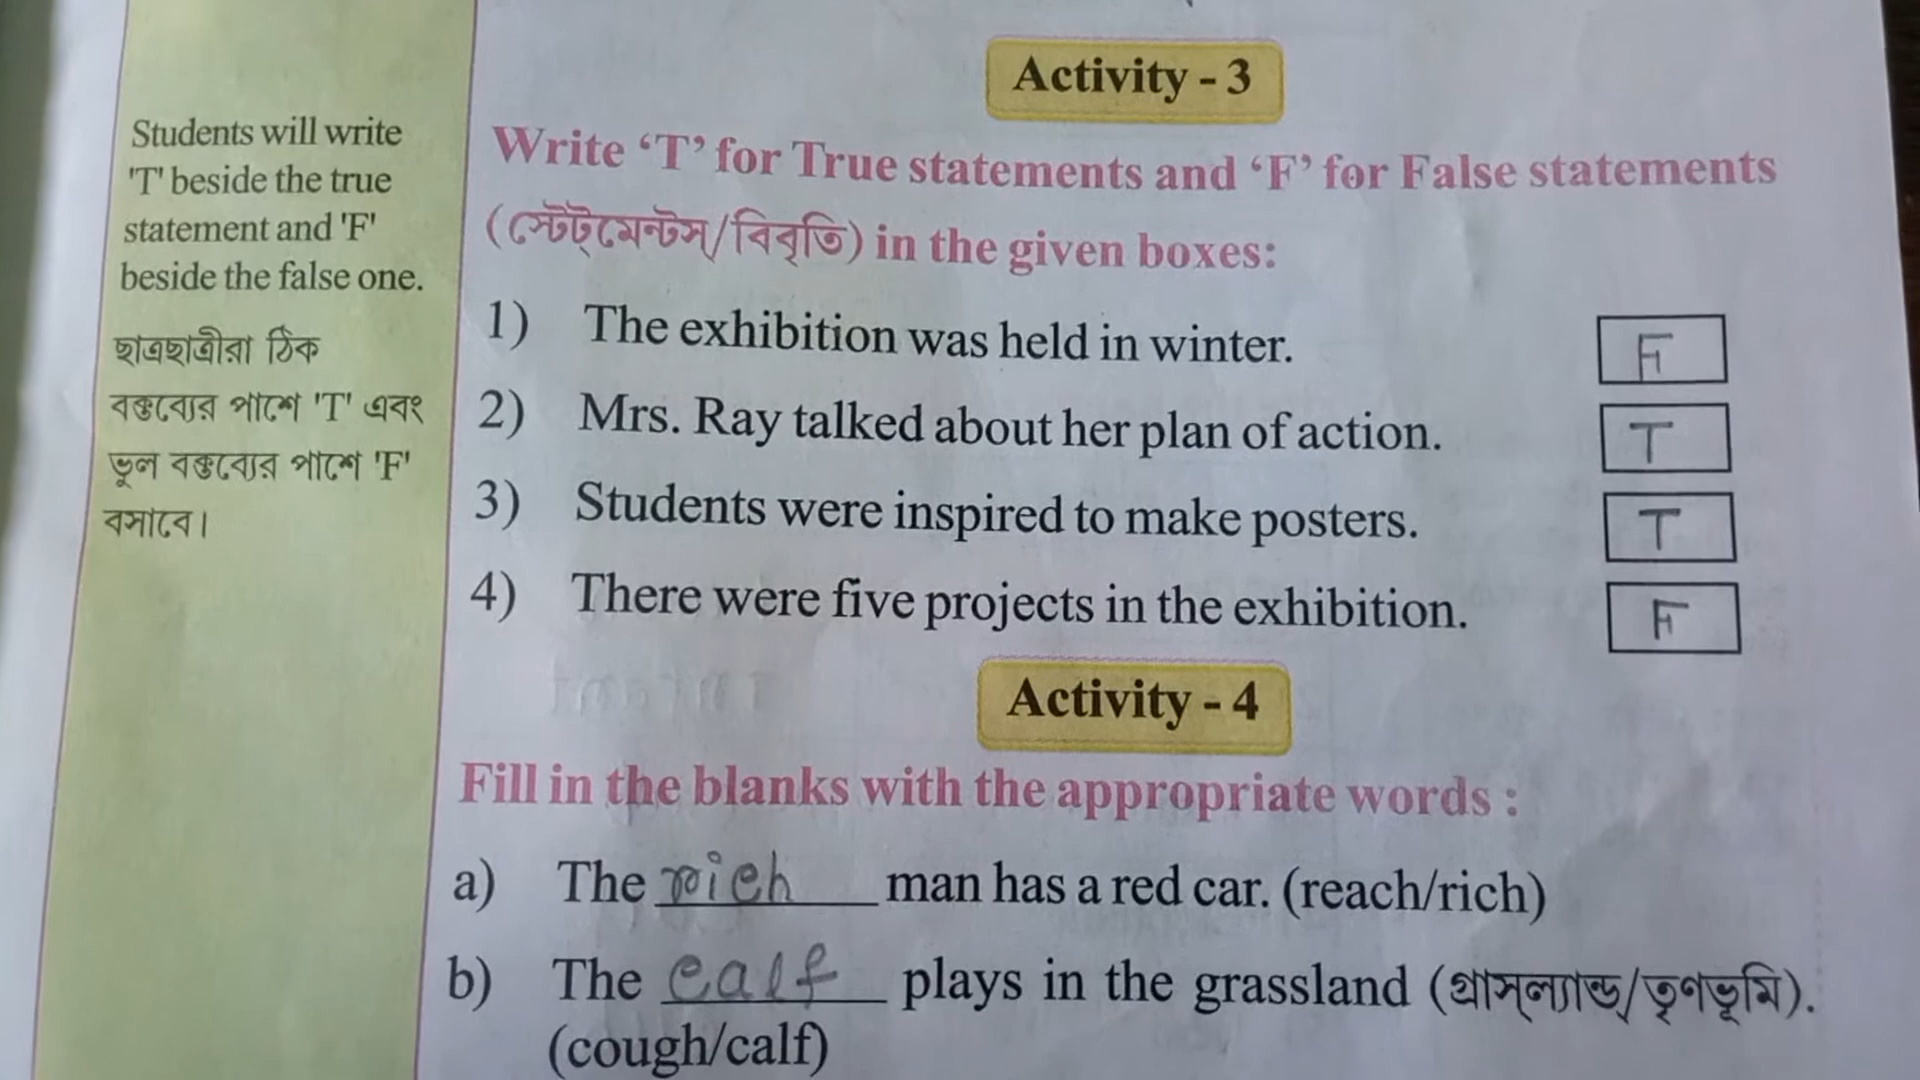 Students will write
'T' beside the true
statement and 'F'
beside the false one.
ছাত্রছাত্রীরা ঠিক
বক্তব্যের পাশে 'T' এবং
ভুল বক্তব্যের পাশে 'F'
বসাবে।
Activity - 3
Write ‘T’ for True statements and ‘F’ for False statements
(স্টেট্মেন্টস্/বিবৃতি) in the given boxes:
1) The exhibition was held in winter. F
2) Mrs. Ray talked about her plan of action. T
3) Students were inspired to make posters. T
4) There were five projects in the exhibition. F
Activity - 4
Fill in the blanks with the appropriate words :
a) The rich man has a red car. (reach/rich)
b) The calf plays in the grassland (গ্রাস্ল্যান্ড্/তৃণভূমি).
(cough/calf)